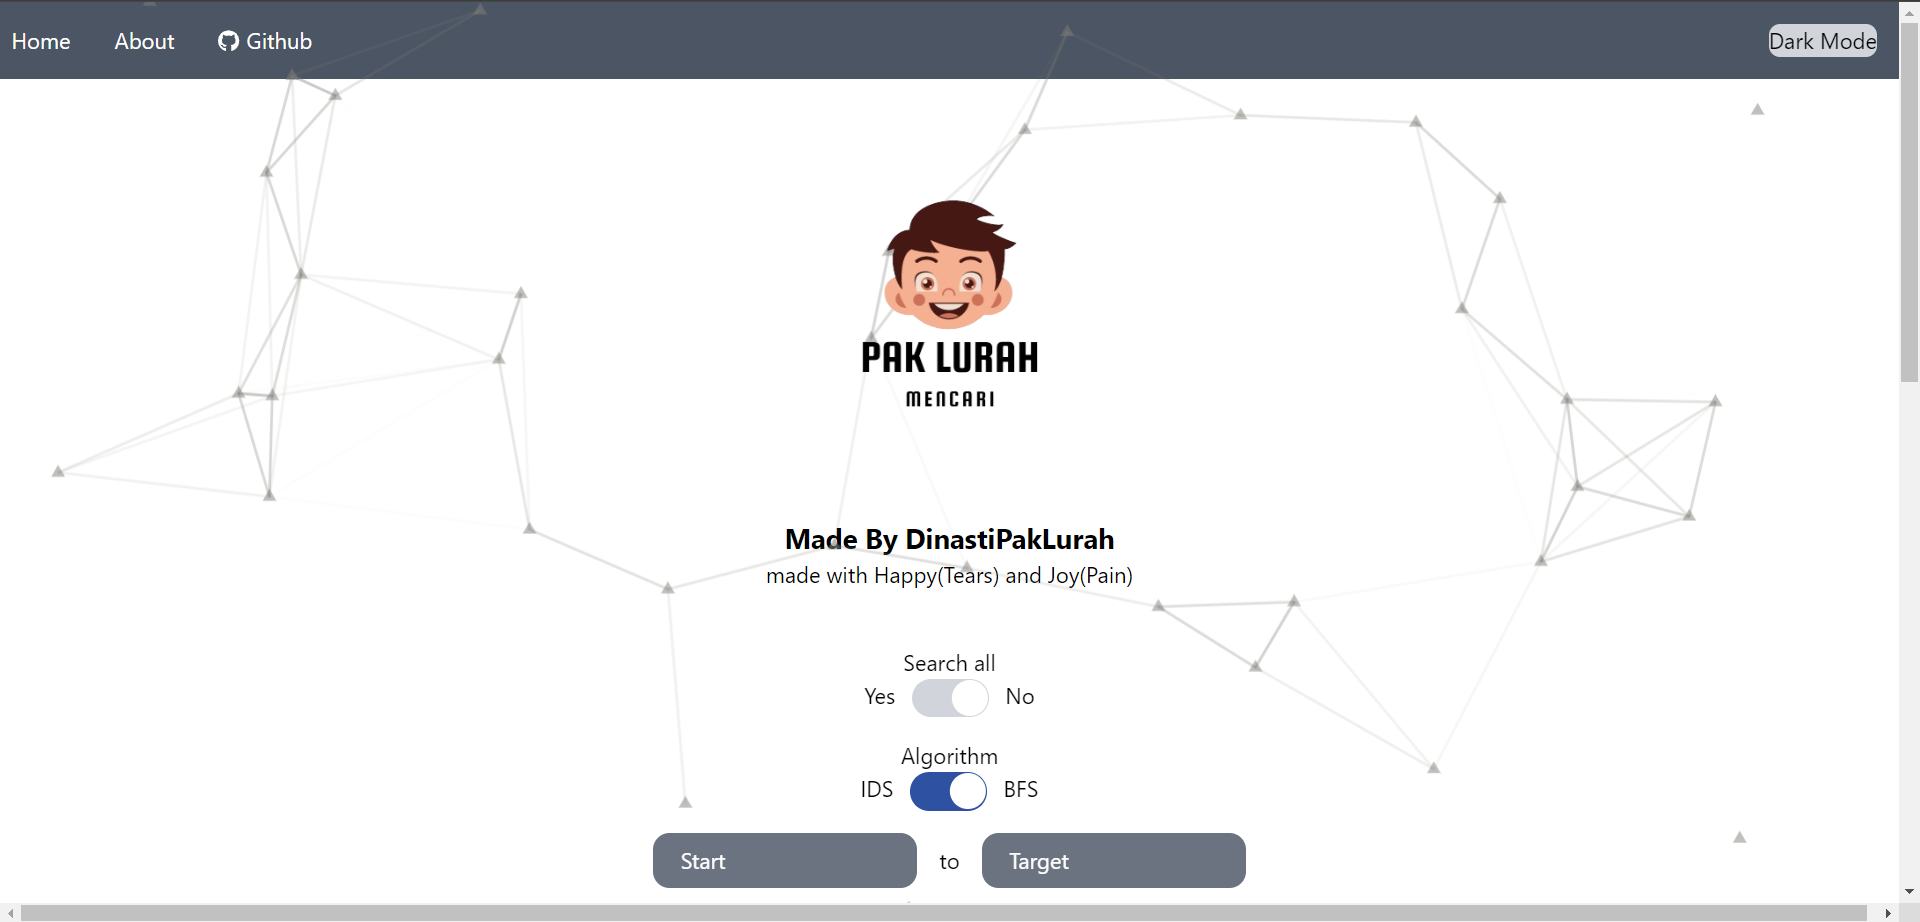 Home About Github Dark Mode
PAK LURAH
MENCARI
Made By DinastiPakLurah
made with Happy(Tears) and Joy(Pain)
Search all
Yes No
Algorithm
IDS BFS
Start to Target